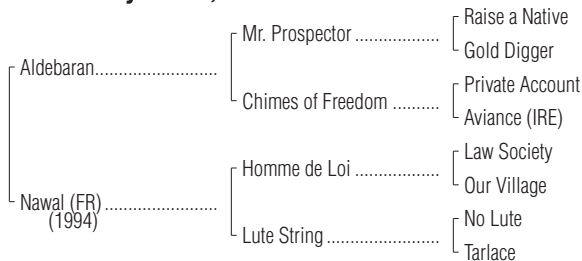 Raise a Native
Mr. Prospector ..................
Gold Digger
Aldebaran..........................
Private Account
Chimes of Freedom ..........
Aviance (IRE)
Law Society
Homme de Loi ..................
Our Village
Nawal (FR) ........................
(1994)
No Lute
Lute String ........................
Tarlace